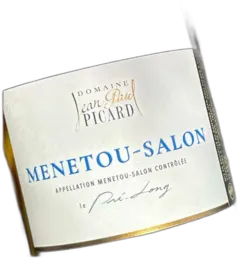 DOMAINE
Jean Paul
PICARD
MENETOU-SALON
APPELLATION MENETOU-SALON CONTRÔLÉE
le Pré-Long